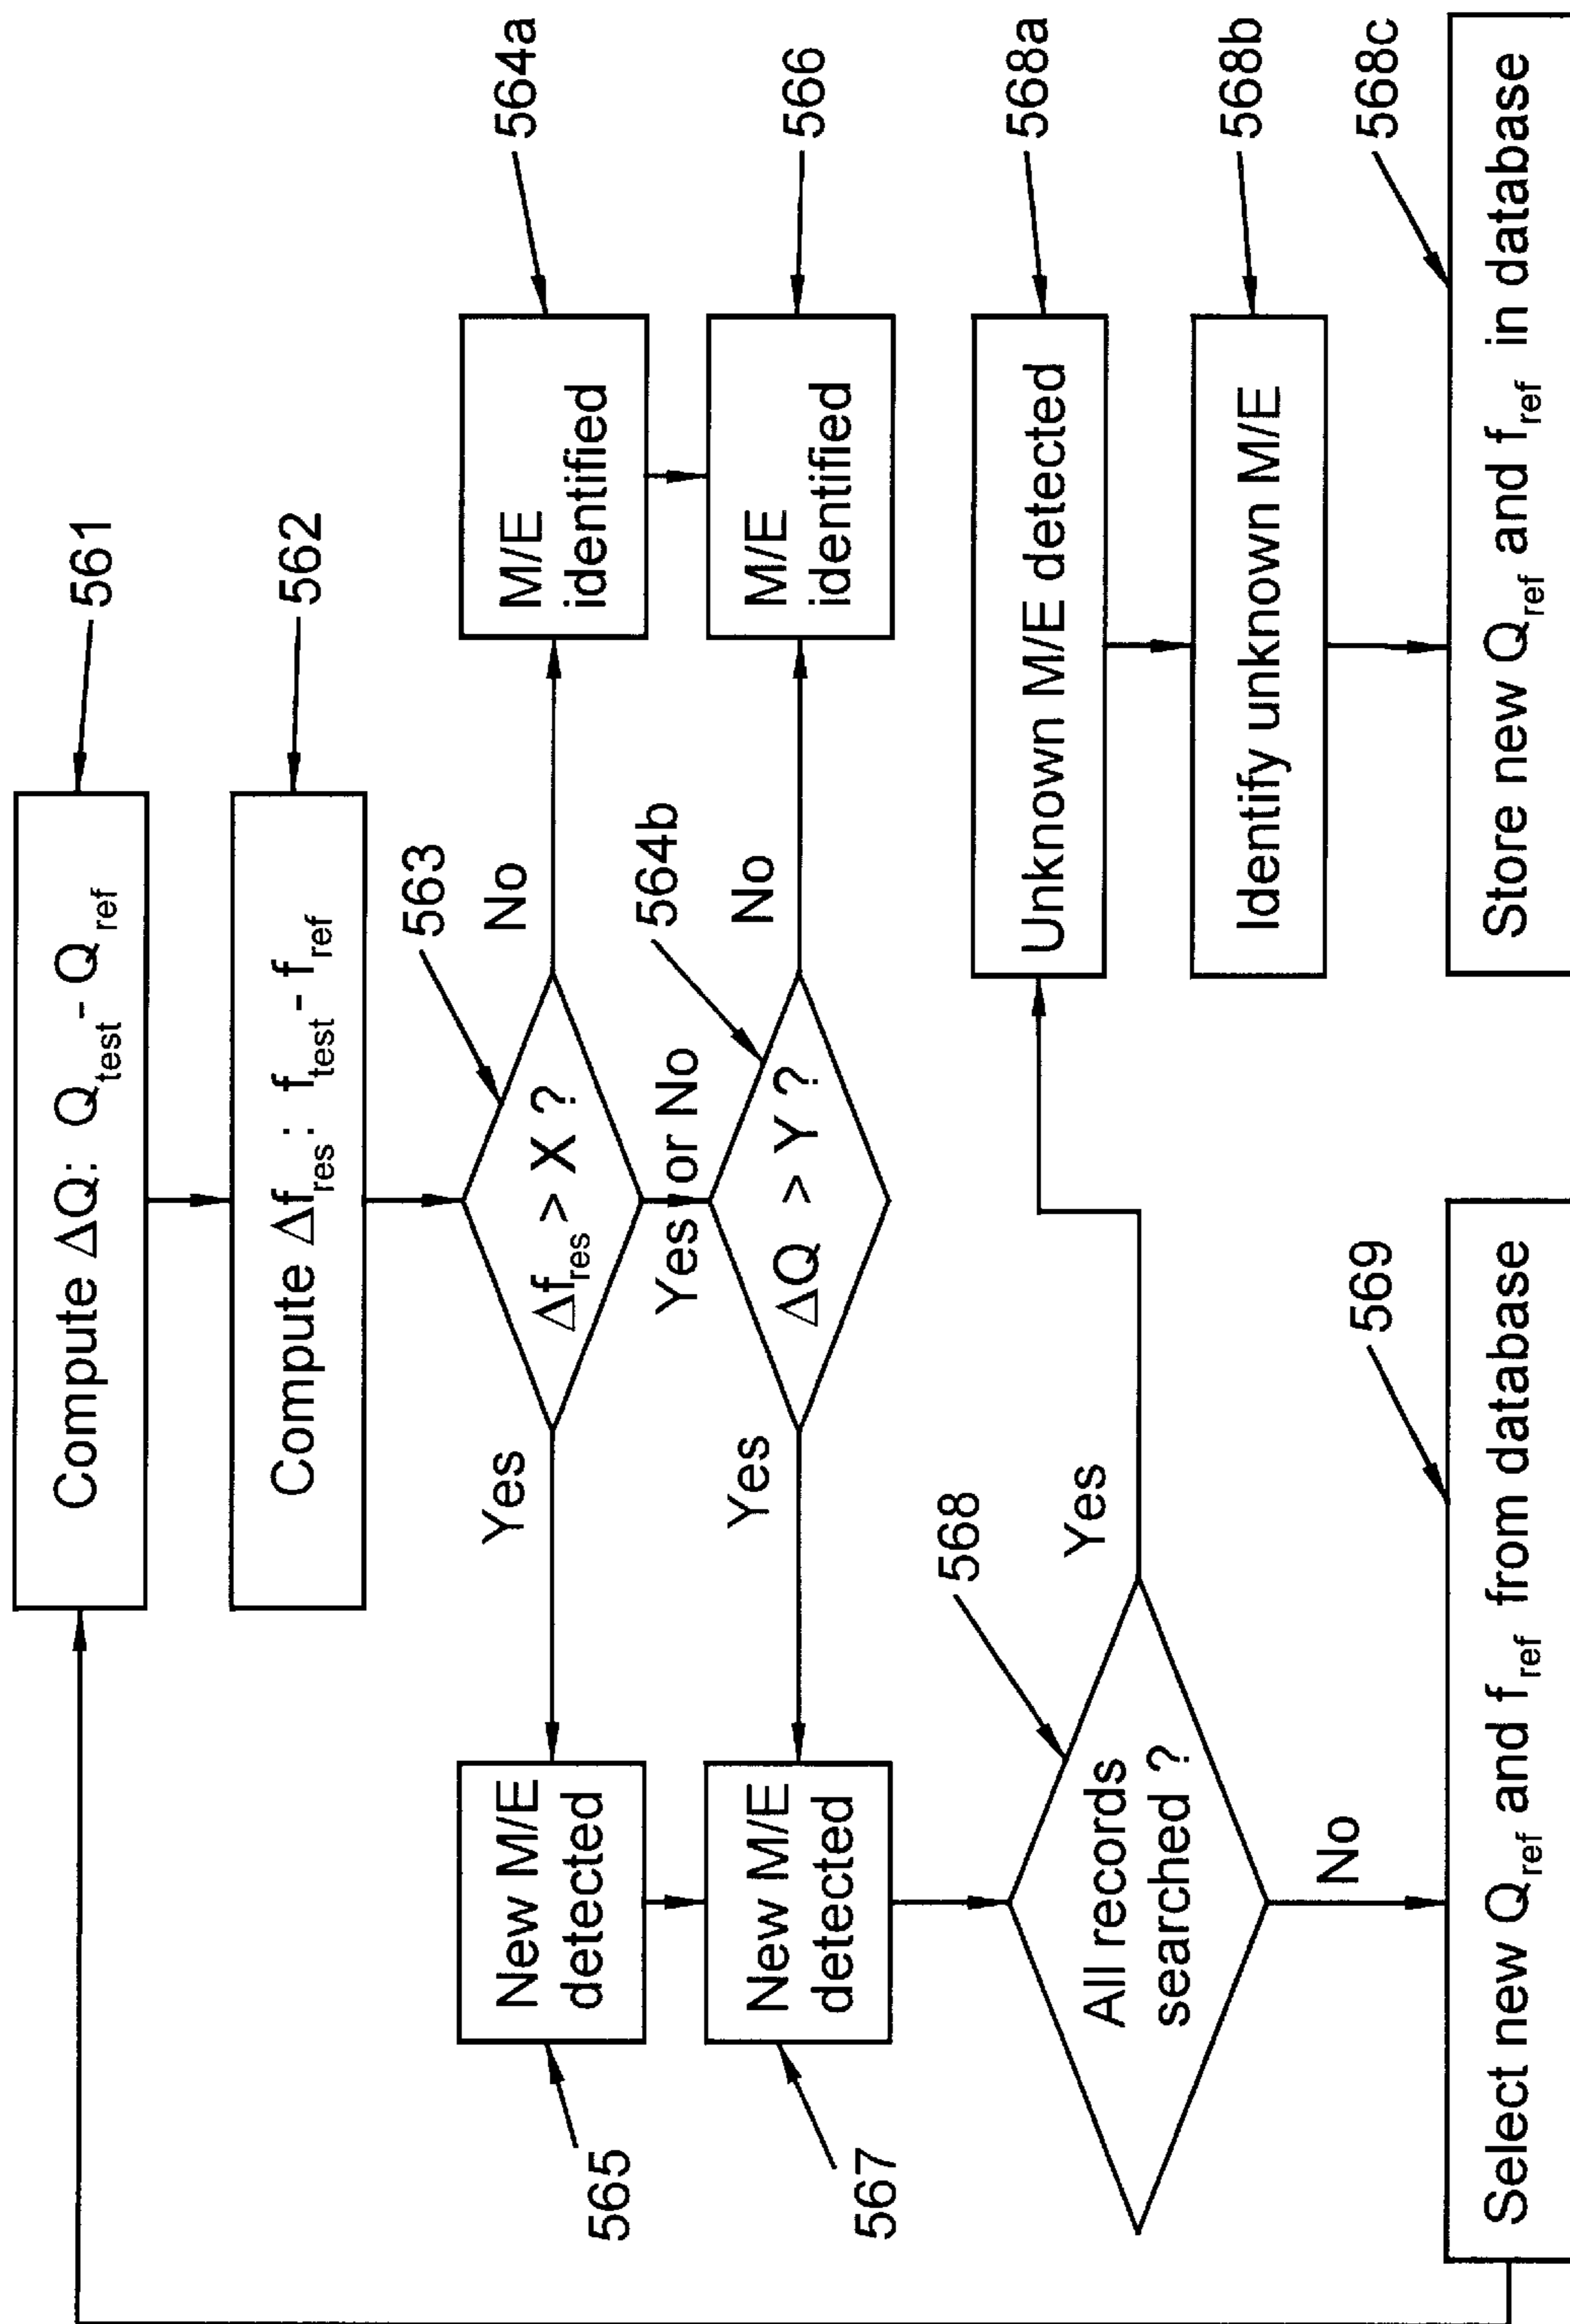 Compute ΔQ: Q_test - Q_ref
561
Compute Δf_res: f_test - f_ref
562
563
Δf_res > X ?
Yes
No
New M/E
detected
565
M/E
identified
564a
Yes or No
564b
ΔQ > Y ?
Yes
No
New M/E
detected
567
M/E
identified
566
568
All records
searched ?
Yes
No
Unknown M/E detected
568a
Identify unknown M/E
568b
Select new Q_ref and f_ref from database
569
Store new Q_ref and f_ref in database
568c